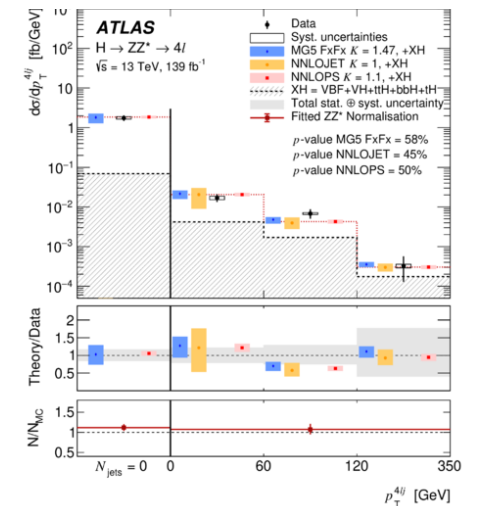 dσ/dp_T^{4lj} [fb/GeV]
10
1
10⁻¹
10⁻²
10⁻³
10⁻⁴
ATLAS
H → ZZ* → 4l
√s = 13 TeV, 139 fb⁻¹
Data
Syst. uncertainties
MG5 FxFx K = 1.47, +XH
NNLOJET K = 1, +XH
NNLOPS K = 1.1, +XH
XH = VBF+VH+ttH+bbH+tH
Total stat. ⊕ syst. uncertainty
Fitted ZZ* Normalisation
p-value MG5 FxFx = 58%
p-value NNLOJET = 45%
p-value NNLOPS = 50%
Theory/Data
2
1.5
1
0.5
N/N_MC
1.5
1
0.5
N_jets = 0
0
60
120
350
p_T^{4lj} [GeV]